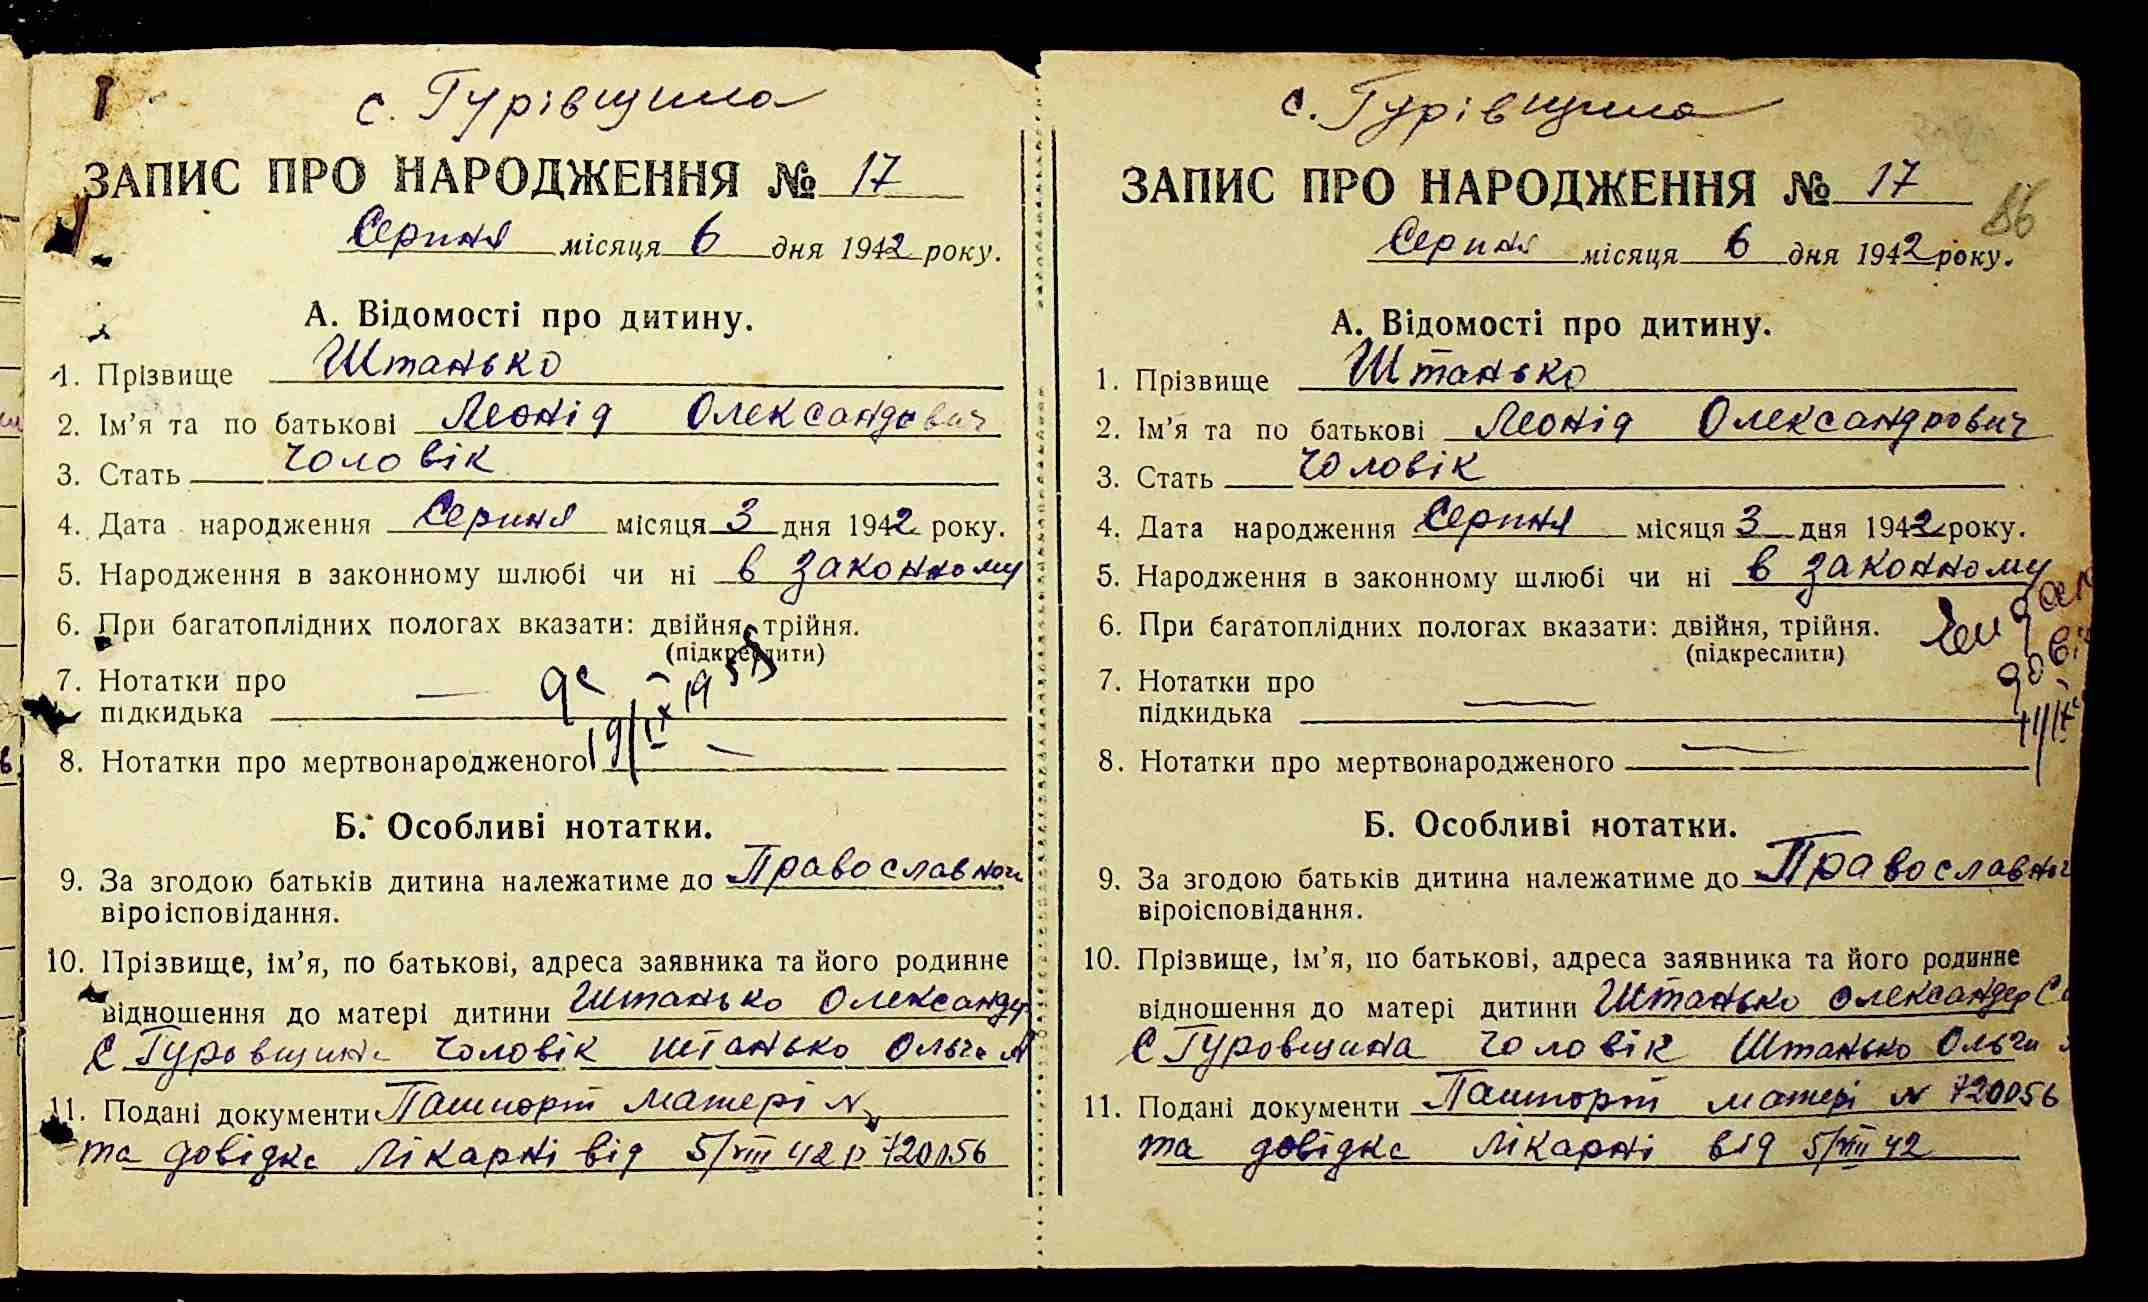 с. Гурівщина
ЗАПИС ПРО НАРОДЖЕННЯ № 17
Серпня місяця 6 дня 1942 року.
А. Відомості про дитину.
1. Прізвище Штанько
2. Ім’я та по батькові Леонід Олександрович
3. Стать Чоловік
4. Дата народження Серпня місяця 3 дня 1942 року.
5. Народження в законному шлюбі чи ні в законному
6. При багатоплідних пологах вказати: двійня, трійня.
(підкреслити)
7. Нотатки про —
підкидька
8. Нотатки про мертвонародженого —
Б. Особливі нотатки.
9. За згодою батьків дитина належатиме до Православного
віроісповідання.
10. Прізвище, ім’я, по батькові, адреса заявника та його родинне
відношення до матері дитини Штанько Олександр
С Гуровщина Чоловік Штанько Ольги
11. Подані документи Пашпорт матері №
та довідка лікарні від 5/VIII 42 р 720056
с. Гурівщина
ЗАПИС ПРО НАРОДЖЕННЯ № 17
86
Серпня місяця 6 дня 1942 року.
А. Відомості про дитину.
1. Прізвище Штанько
2. Ім’я та по батькові Леонід Олександрович
3. Стать Чоловік
4. Дата народження Серпня місяця 3 дня 1942 року.
5. Народження в законному шлюбі чи ні в законному
6. При багатоплідних пологах вказати: двійня, трійня.
(підкреслити)
7. Нотатки про —
підкидька
8. Нотатки про мертвонародженого —
Б. Особливі нотатки.
9. За згодою батьків дитина належатиме до Православног
віроісповідання.
10. Прізвище, ім’я, по батькові, адреса заявника та його родинне
відношення до матері дитини Штанько Олександр
С Гуровщина Чоловік Штанько Ольги
11. Подані документи Пашпорт матері № 720056
та довідка лікарні від 5/VIII 42